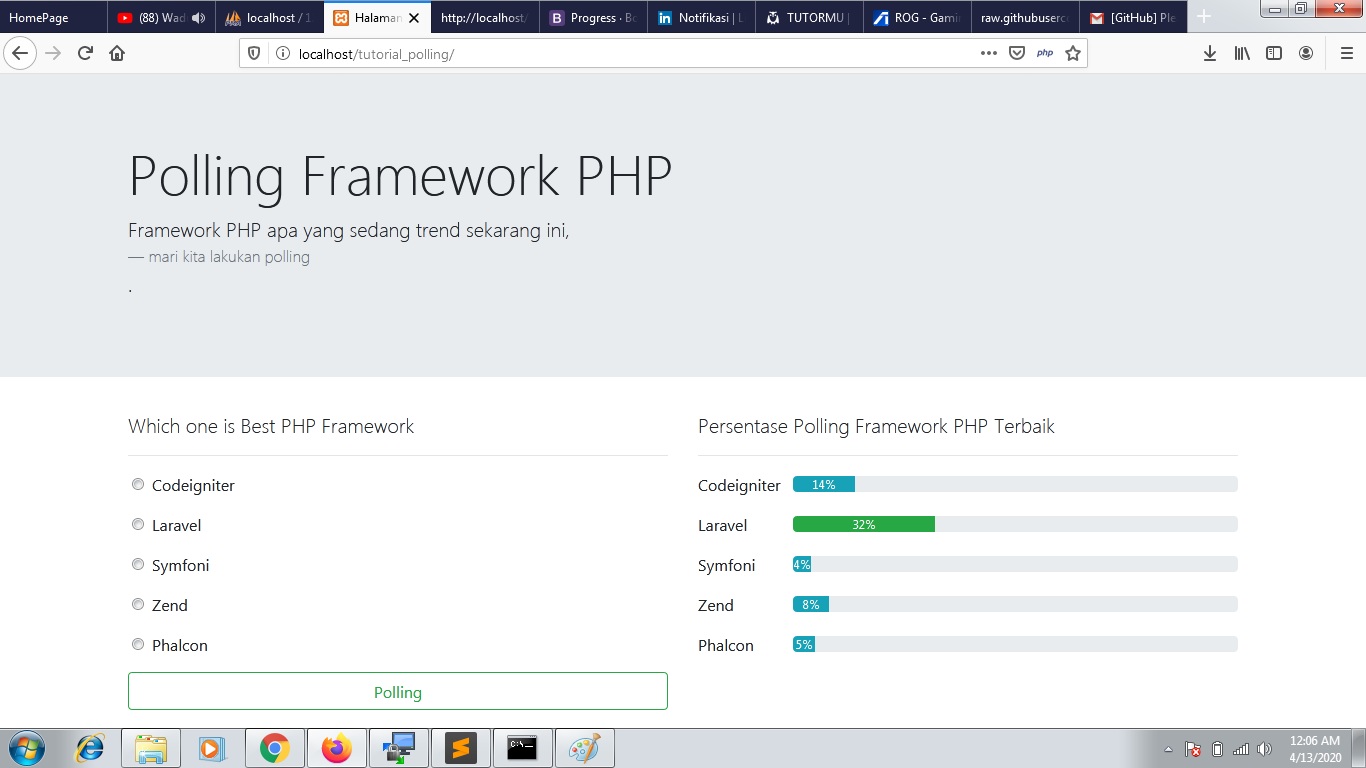 HomePage
(88) Wad
localhost / 1
Halaman
http://localhost/
Progress · Bo
Notifikasi | L
TUTORMU |
ROG - Gami
raw.githubuserco
[GitHub] Ple
localhost/tutorial_polling/
php
Polling Framework PHP
Framework PHP apa yang sedang trend sekarang ini,
— mari kita lakukan polling
.
Which one is Best PHP Framework
Codeigniter
Laravel
Symfoni
Zend
Phalcon
Polling
Persentase Polling Framework PHP Terbaik
Codeigniter 14%
Laravel 32%
Symfoni 4%
Zend 8%
Phalcon 5%
12:06 AM
4/13/2020